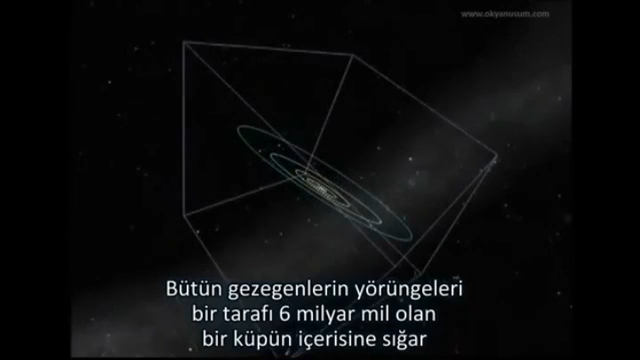 www.okyanusum.com
Bütün gezegenlerin yörüngeleri
bir tarafı 6 milyar mil olan
bir küpün içerisine sığar